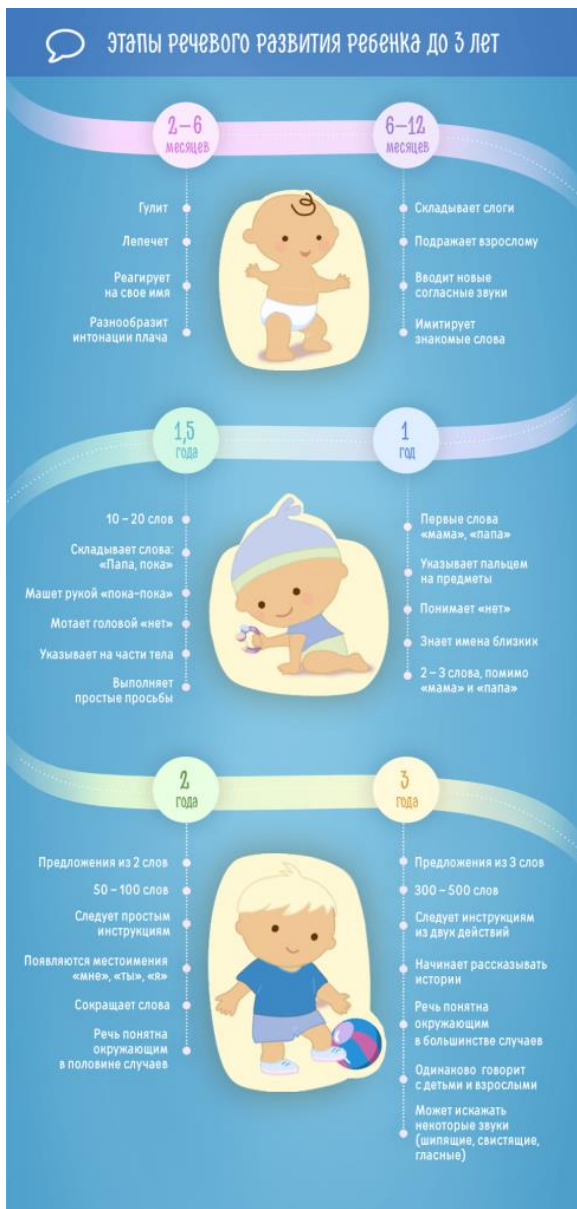 Этапы речевого развития ребенка до 3 лет
2–6
месяцев
Гулит
Лепечет
Реагирует
на свое имя
Разнообразит
интонации плача
6–12
месяцев
Складывает слоги
Подражает взрослому
Вводит новые
согласные звуки
Имитирует
знакомые слова
1
год
Первые слова
«мама», «папа»
Указывает пальцем
на предметы
Понимает «нет»
Знает имена близких
2 – 3 слова, помимо
«мама» и «папа»
1,5
года
10 – 20 слов
Складывает слова:
«Папа, пока»
Машет рукой «пока-пока»
Мотает головой «нет»
Указывает на части тела
Выполняет
простые просьбы
2
года
Предложения из 2 слов
50 – 100 слов
Следует простым
инструкциям
Появляются местоимения
«мне», «ты», «я»
Сокращает слова
Речь понятна
окружающим
в половине случаев
3
года
Предложения из 3 слов
300 – 500 слов
Следует инструкциям
из двух действий
Начинает рассказывать
истории
Речь понятна
окружающим
в большинстве случаев
Одинаково говорит
с детьми и взрослыми
Может искажать
некоторые звуки
(шипящие, свистящие,
гласные)